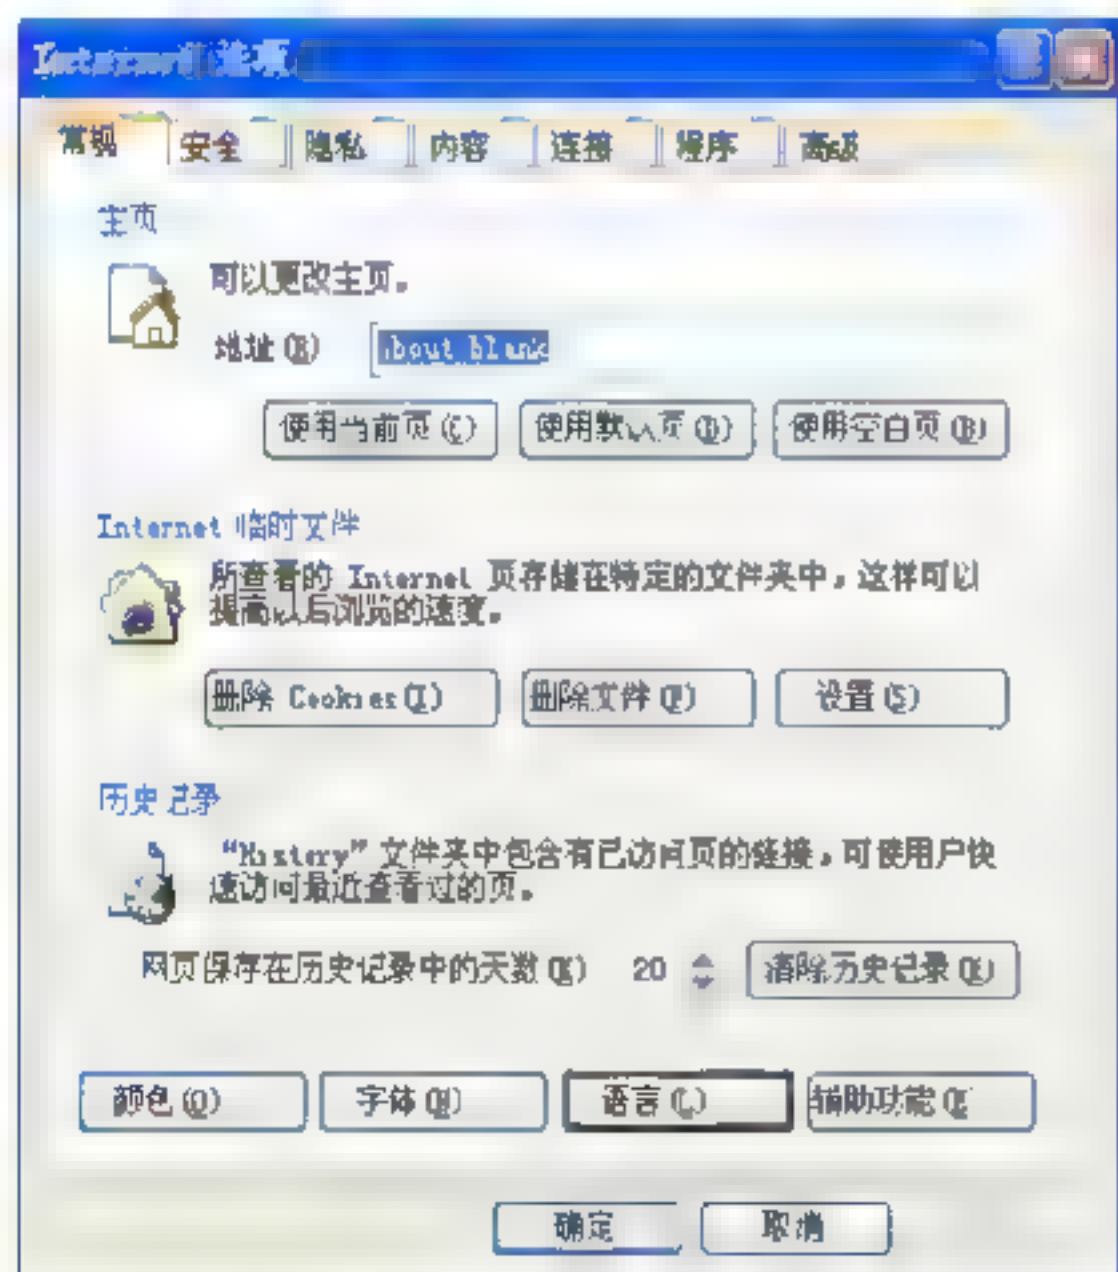 Internet 选项
常规 安全 隐私 内容 连接 程序 高级
主页
可以更改主页。
地址(R) about:blank
使用当前页(C) 使用默认页(D) 使用空白页(B)
Internet 临时文件
所查看的 Internet 页存储在特定的文件夹中，这样可以
提高以后浏览的速度。
删除 Cookies(I) 删除文件(F) 设置(S)
历史记录
“History”文件夹中包含有已访问页的链接，可使用户快
速访问最近查看过的页。
网页保存在历史记录中的天数(K) 20 清除历史记录(H)
颜色(O) 字体(N) 语言(L) 辅助功能(E)
确定 取消